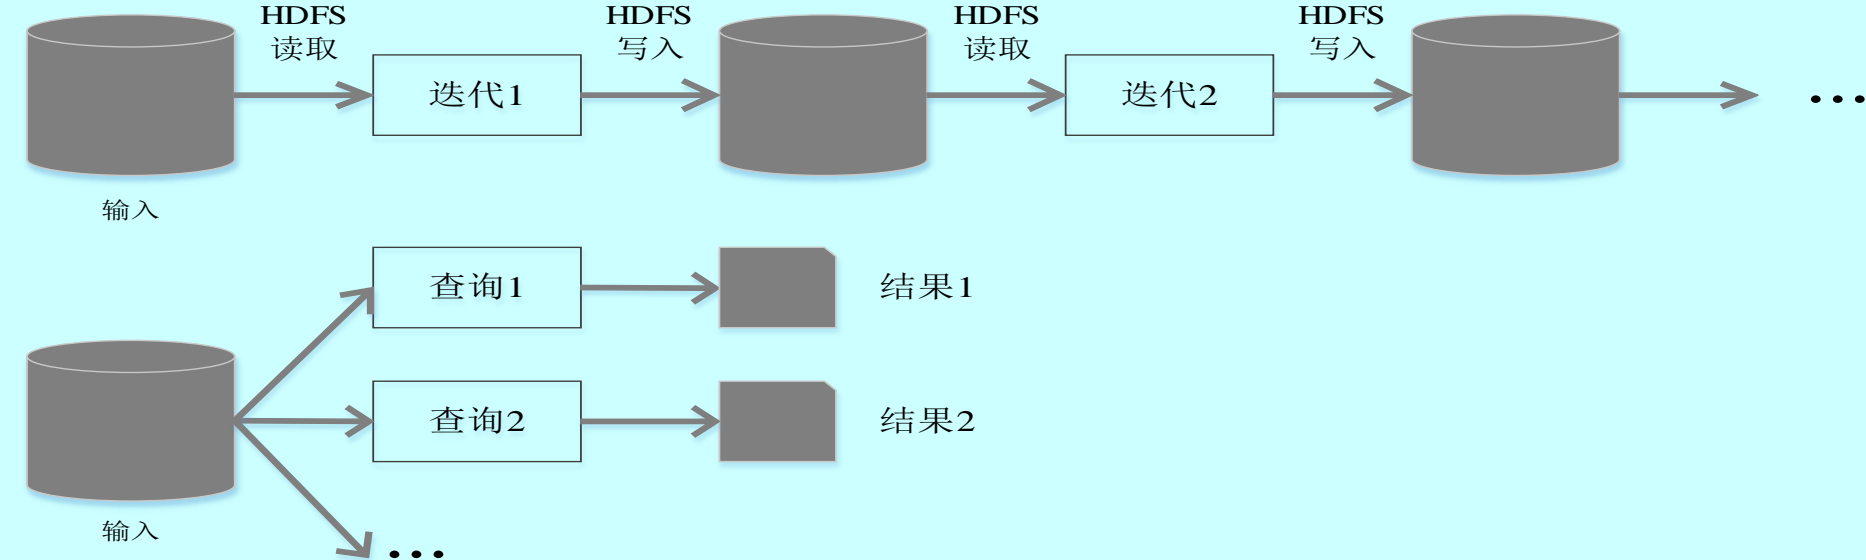 HDFS
读取
HDFS
写入
HDFS
读取
HDFS
写入
迭代1
迭代2
...
输入
查询1
结果1
查询2
结果2
输入
...